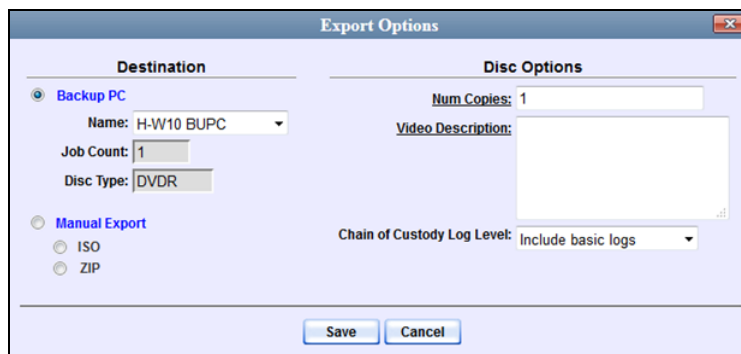 Export Options
Destination
Backup PC
Name: H-W10 BUPC
Job Count: 1
Disc Type: DVDR
Manual Export
ISO
ZIP
Disc Options
Num Copies: 1
Video Description:
Chain of Custody Log Level: Include basic logs
Save Cancel